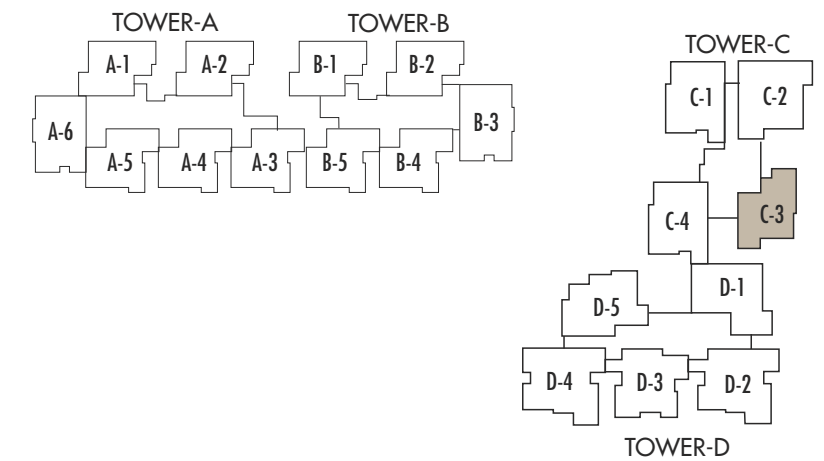 TOWER-A
A-1
A-2
A-6
A-5
A-4
A-3
TOWER-B
B-1
B-2
B-3
B-5
B-4
TOWER-C
C-1
C-2
C-4
C-3
D-1
D-5
D-4
D-3
D-2
TOWER-D